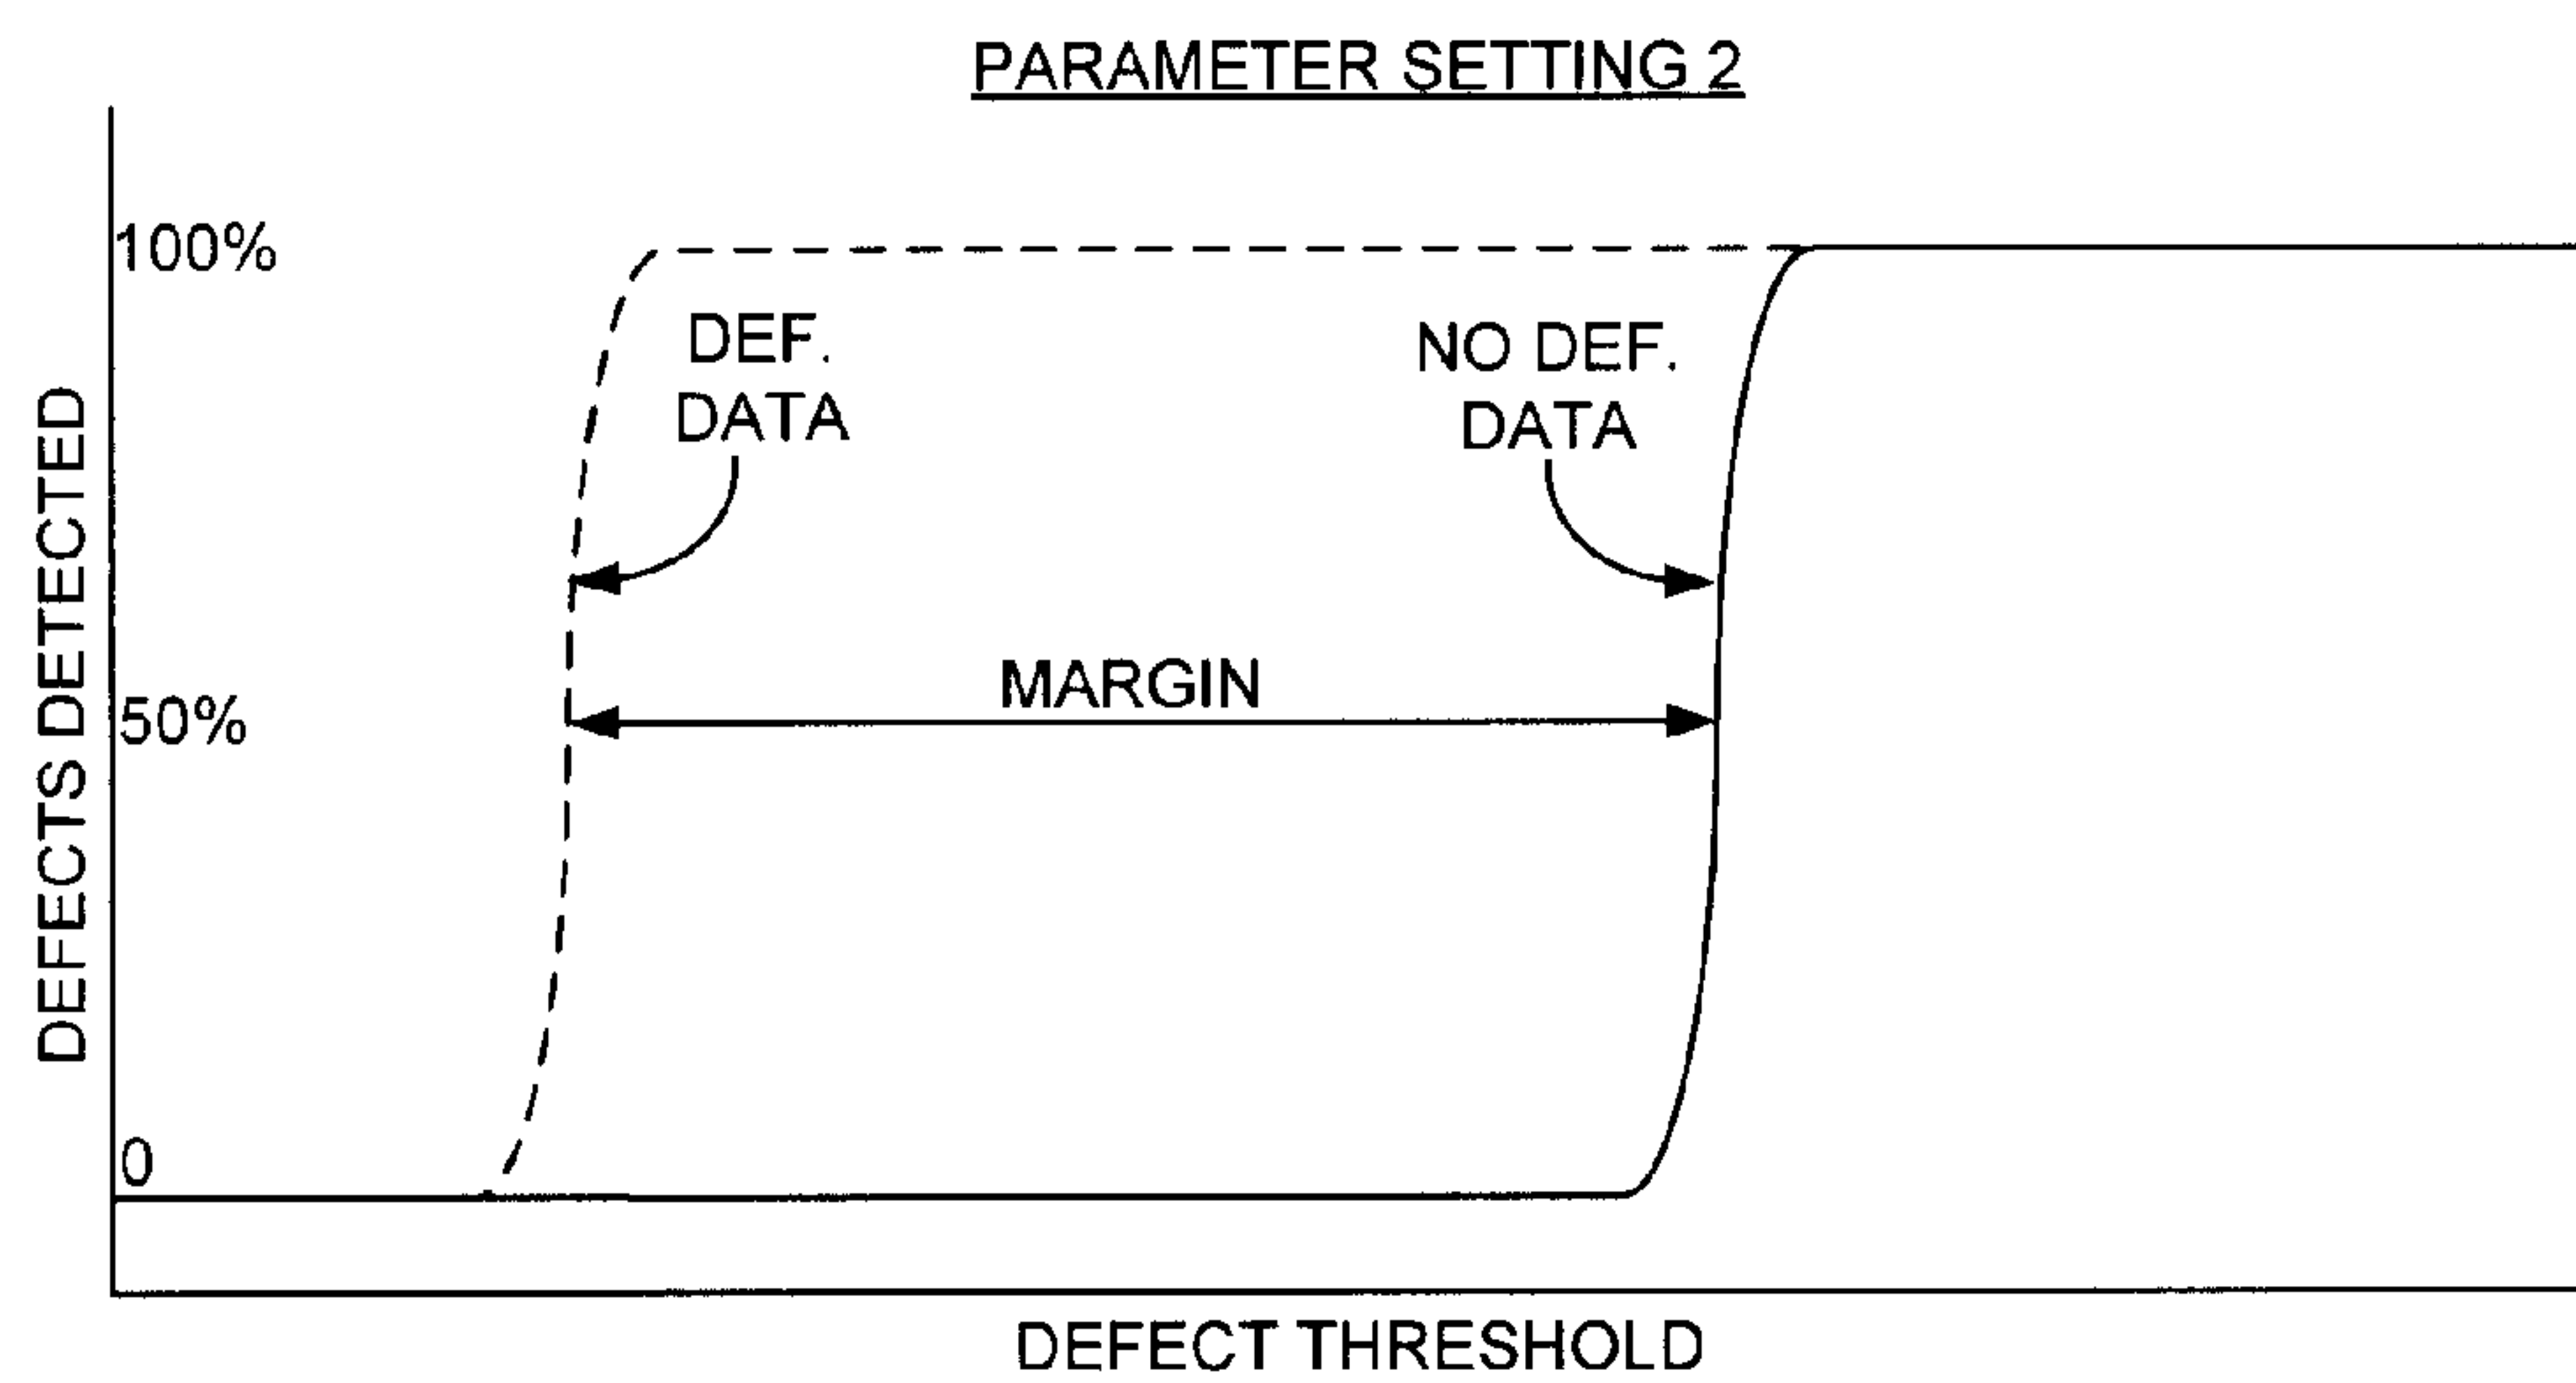 PARAMETER SETTING 2
100%
DEF.
DATA
NO DEF.
DATA
MARGIN
50%
0
DEFECTS DETECTED
DEFECT THRESHOLD